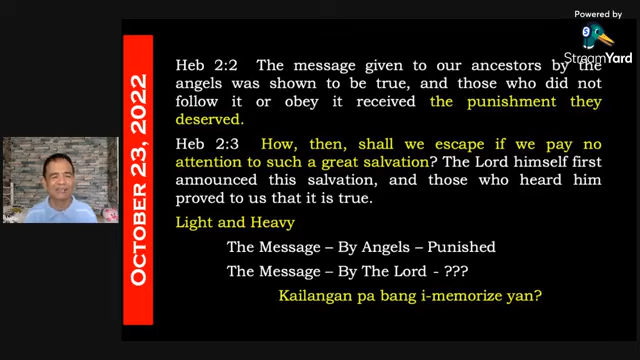 Powered by
StreamYard
OCTOBER 23, 2022
Heb 2:2 The message given to our ancestors by the
angels was shown to be true, and those who did not
follow it or obey it received the punishment they
deserved.
Heb 2:3 How, then, shall we escape if we pay no
attention to such a great salvation? The Lord himself first
announced this salvation, and those who heard him
proved to us that it is true.
Light and Heavy
The Message – By Angels – Punished
The Message – By The Lord - ???
Kailangan pa bang i-memorize yan?